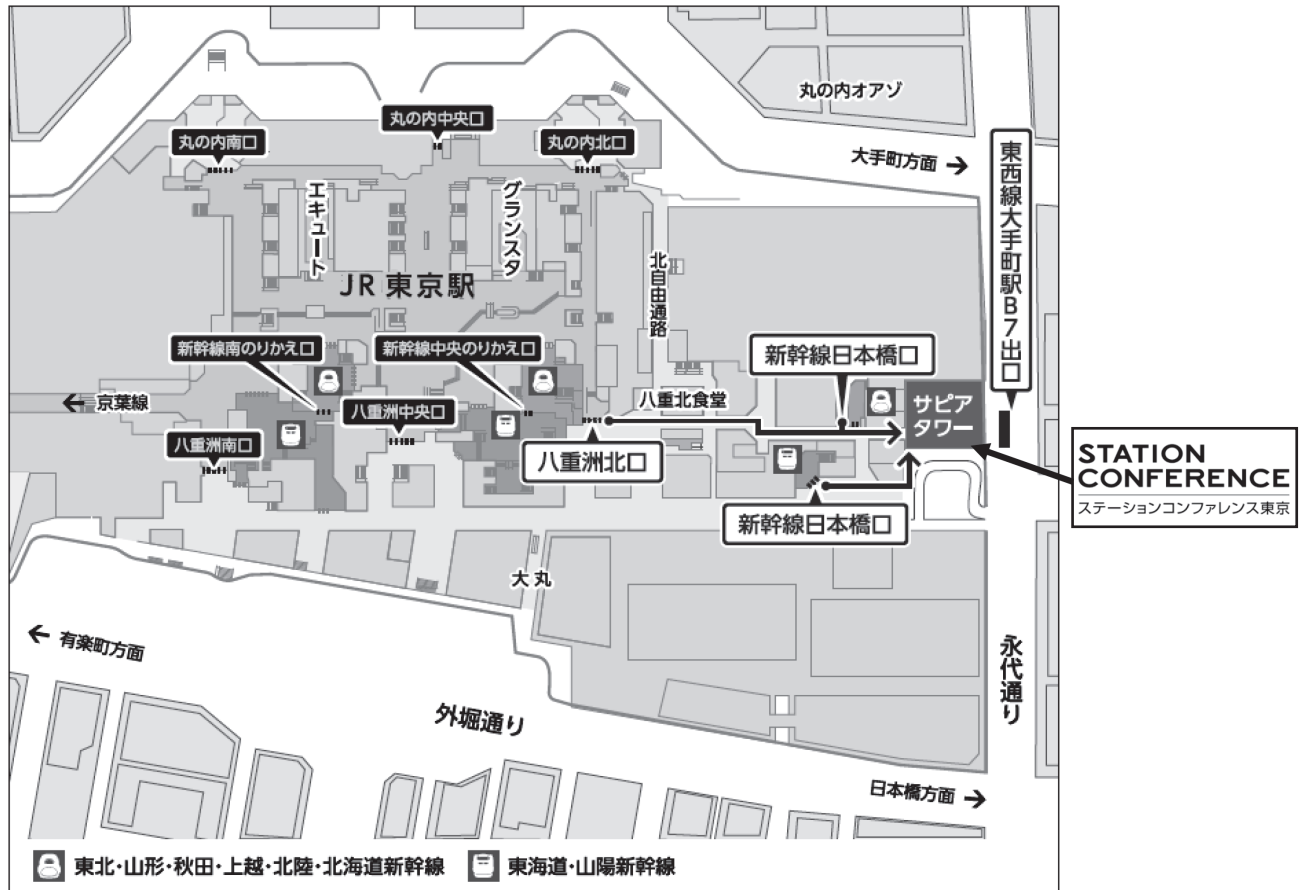 丸の内オアゾ
丸の内中央口
丸の内南口
丸の内北口
大手町方面
東西線大手町駅B7出口
エキュート
グランスタ
JR 東京駅
北自由通路
新幹線南のりかえ口
新幹線中央のりかえ口
新幹線日本橋口
京葉線
八重洲中央口
八重北食堂
サピア
タワー
八重洲南口
八重洲北口
STATION
CONFERENCE
ステーションコンファレンス東京
新幹線日本橋口
大丸
有楽町方面
永代通り
外堀通り
日本橋方面
東北・山形・秋田・上越・北陸・北海道新幹線
東海道・山陽新幹線